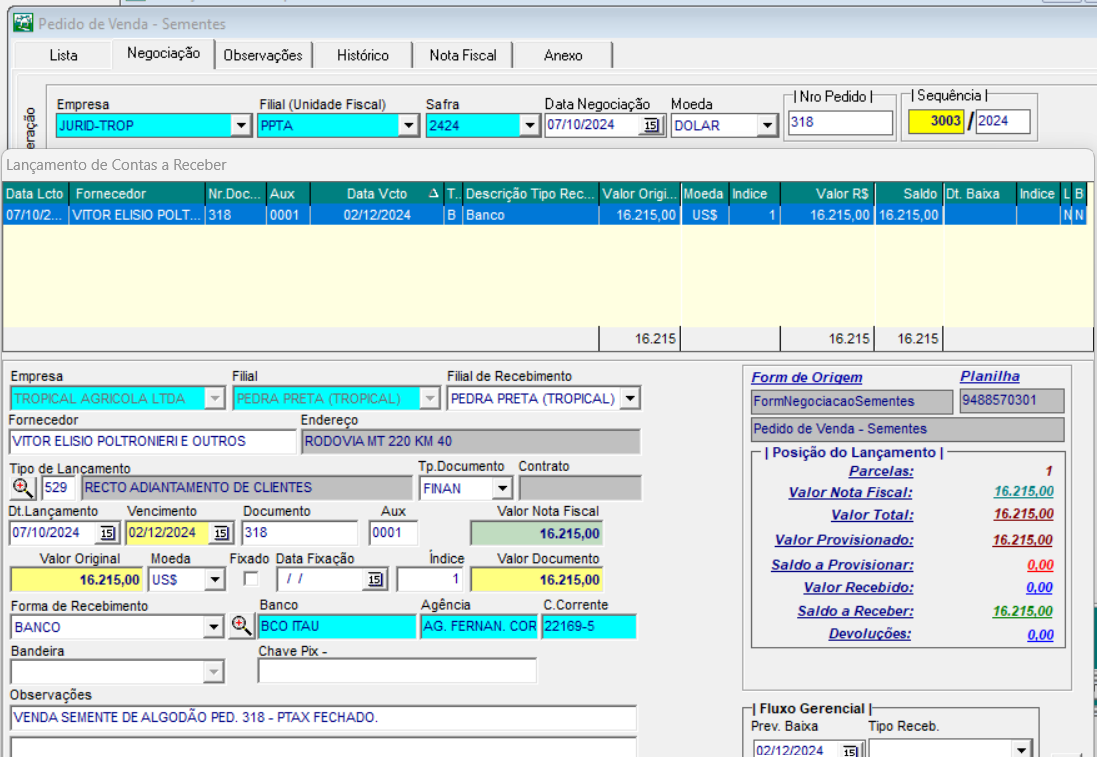 Pedido de Venda - Sementes
Lista Negociação Observações Histórico Nota Fiscal Anexo
Empresa Filial (Unidade Fiscal) Safra Data Negociação Moeda Nro Pedido Sequência
JURID-TROP PPTA 2424 07/10/2024 15 DOLAR 318 3003 / 2024
Lançamento de Contas a Receber
Data Lcto Fornecedor Nr.Doc... Aux Data Vcto T.. Descrição Tipo Rec... Valor Origi... Moeda Indice Valor R$ Saldo Dt. Baixa Indice L B
07/10/2... VITOR ELISIO POLT... 318 0001 02/12/2024 B Banco 16.215,00 US$ 1 16.215,00 16.215,00 N N
16.215 16.215 16.215
Empresa Filial Filial de Recebimento
TROPICAL AGRICOLA LTDA PEDRA PRETA (TROPICAL) PEDRA PRETA (TROPICAL)
Fornecedor Endereço
VITOR ELISIO POLTRONIERI E OUTROS RODOVIA MT 220 KM 40
Tipo de Lançamento Tp.Documento Contrato
529 RECTO ADIANTAMENTO DE CLIENTES FINAN
Dt.Lançamento Vencimento Documento Aux Valor Nota Fiscal
07/10/2024 15 02/12/2024 15 318 0001 16.215,00
Valor Original Moeda Fixado Data Fixação Índice Valor Documento
16.215,00 US$ / / 15 1 16.215,00
Forma de Recebimento Banco Agência C.Corrente
BANCO BCO ITAU AG. FERNAN. COR 22169-5
Bandeira Chave Pix -
Observações
VENDA SEMENTE DE ALGODÃO PED. 318 - PTAX FECHADO.
Form de Origem Planilha
FormNegociacaoSementes 9488570301
Pedido de Venda - Sementes
Posição do Lançamento
Parcelas: 1
Valor Nota Fiscal: 16.215,00
Valor Total: 16.215,00
Valor Provisionado: 16.215,00
Saldo a Provisionar: 0,00
Valor Recebido: 0,00
Saldo a Receber: 16.215,00
Devoluções: 0,00
Fluxo Gerencial
Prev. Baixa Tipo Receb.
02/12/2024 15